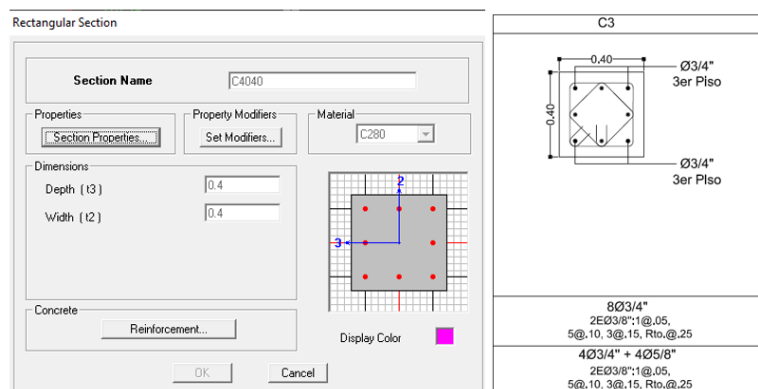 Rectangular Section
Section Name
C4040
Properties
Section Properties...
Property Modifiers
Set Modifiers...
Material
C280
Dimensions
Depth ( t3 )
0.4
Width ( t2 )
0.4
2
3
Concrete
Reinforcement...
Display Color
OK
Cancel
C3
0.40
0.40
Ø3/4"
3er Piso
Ø3/4"
3er PIso
8Ø3/4"
2EØ3/8":1@.05,
5@.10, 3@.15, Rto.@.25
4Ø3/4" + 4Ø5/8"
2EØ3/8":1@.05,
5@.10, 3@.15, Rto.@.25